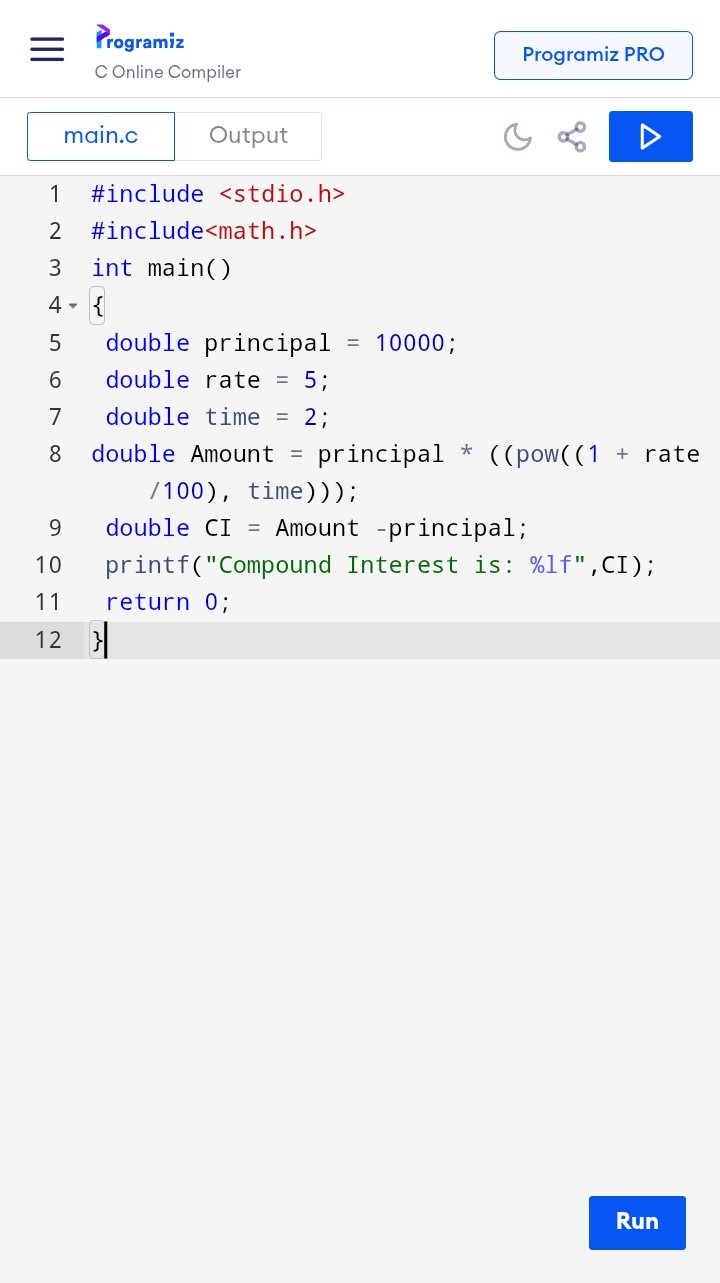 Programiz
C Online Compiler
Programiz PRO
main.c
Output
1 #include <stdio.h>
2 #include<math.h>
3 int main()
4 {
5 double principal = 10000;
6 double rate = 5;
7 double time = 2;
8 double Amount = principal * ((pow((1 + rate
/100), time)));
9 double CI = Amount -principal;
10 printf("Compound Interest is: %lf",CI);
11 return 0;
12 }
Run